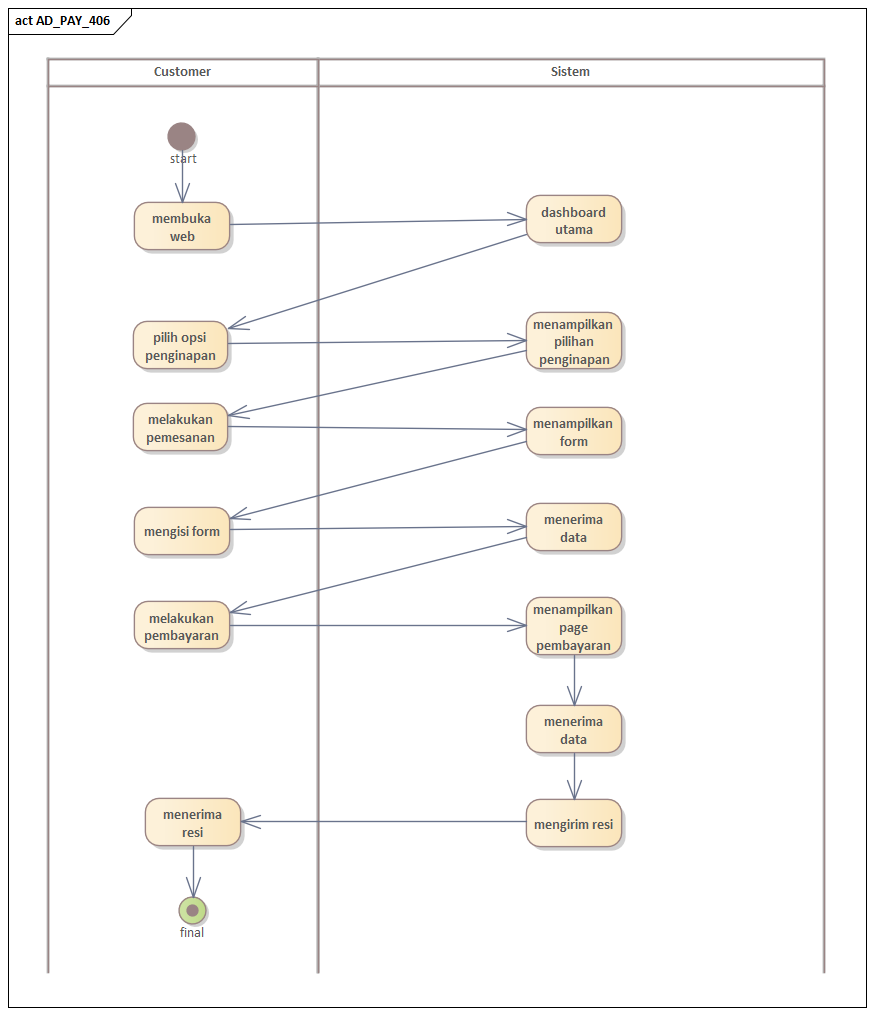 act AD_PAY_406
Customer
Sistem
start
membuka
web
dashboard
utama
pilih opsi
penginapan
menampilkan
pilihan
penginapan
melakukan
pemesanan
menampilkan
form
mengisi form
menerima
data
melakukan
pembayaran
menampilkan
page
pembayaran
menerima
data
mengirim resi
menerima
resi
final